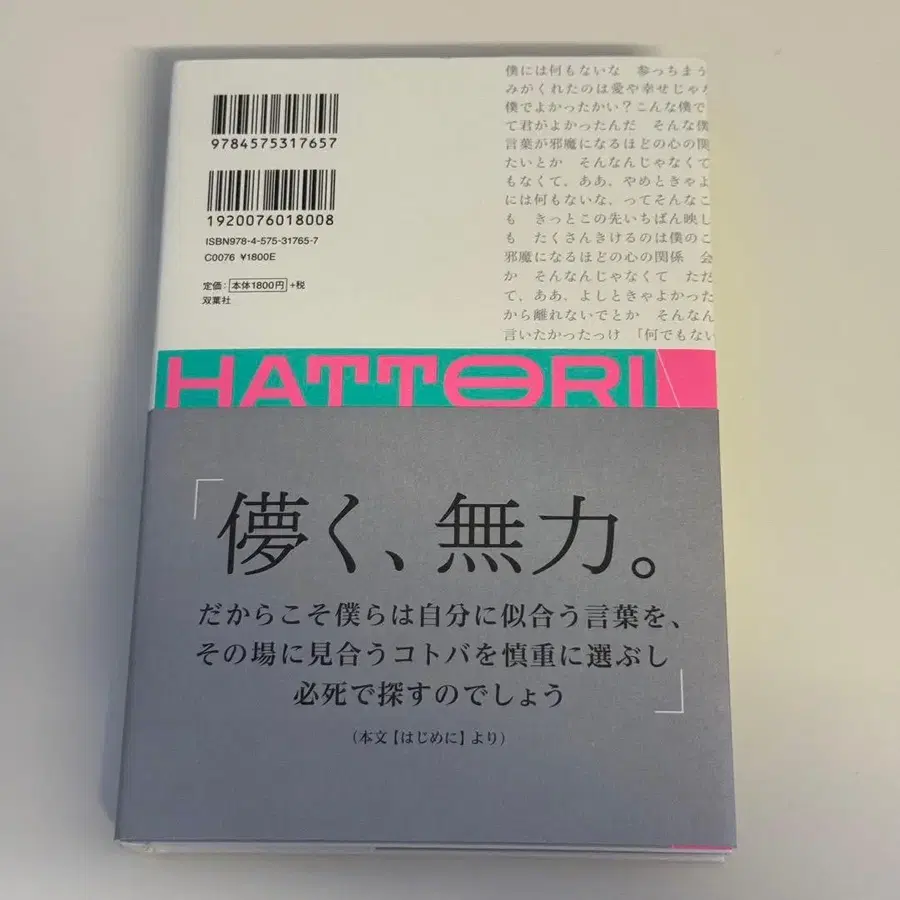 9784575317657
1920076018008
ISBN978-4-575-31765-7
C0076 ¥1800E
定価:本体1800円+税
双葉社
僕には何もないな 参っちまう
みがくれたのは愛や幸せじゃ
僕でよかったかい?こんな僕で
て君がよかったんだ そんな僕
言葉が邪魔になるほどの心の関
たいとか そんなんじゃなくて
もなくて、ああ、やめときゃよ
には何もないな、ってそんなこ
も きっとこの先いちばん映し
も たくさんきけるのは僕のこ
邪魔になるほどの心の関係 会
か そんなんじゃなくて ただ
て、ああ、よしときゃよかった
から離れないでとか そんなん
言いたかったっけ 「何でもない
HATTORI
「儚く、無力。
だからこそ僕らは自分に似合う言葉を、
その場に見合うコトバを慎重に選ぶし
必死で探すのでしょう」
(本文【はじめに】より)